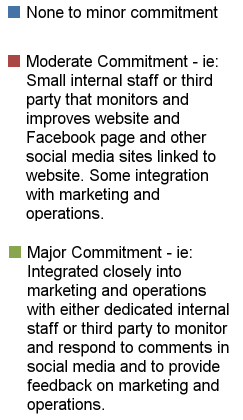 None to minor commitment
Moderate Commitment - ie:
Small internal staff or third
party that monitors and
improves website and
Facebook page and other
social media sites linked to
website. Some integration
with marketing and
operations.
Major Commitment - ie:
Integrated closely into
marketing and operations
with either dedicated internal
staff or third party to monitor
and respond to comments in
social media and to provide
feedback on marketing and
operations.